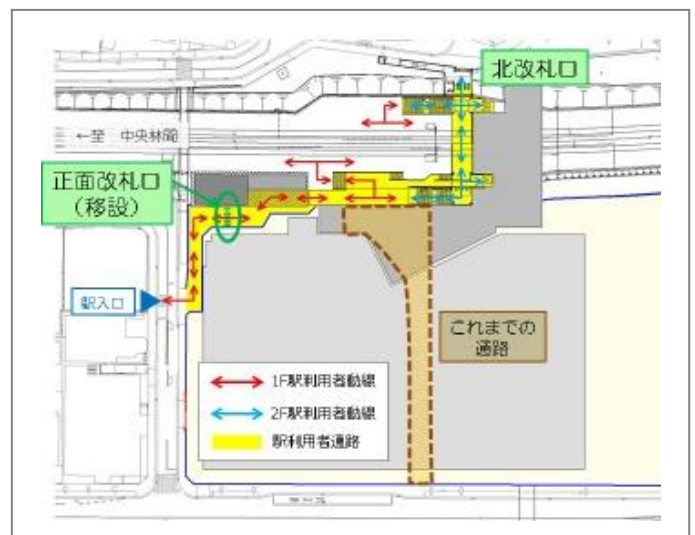 北改札口
←至 中央林間
正面改札口
（移設）
駅入口
これまでの
通路
1F駅利用者動線
2F駅利用者動線
駅利用者通路